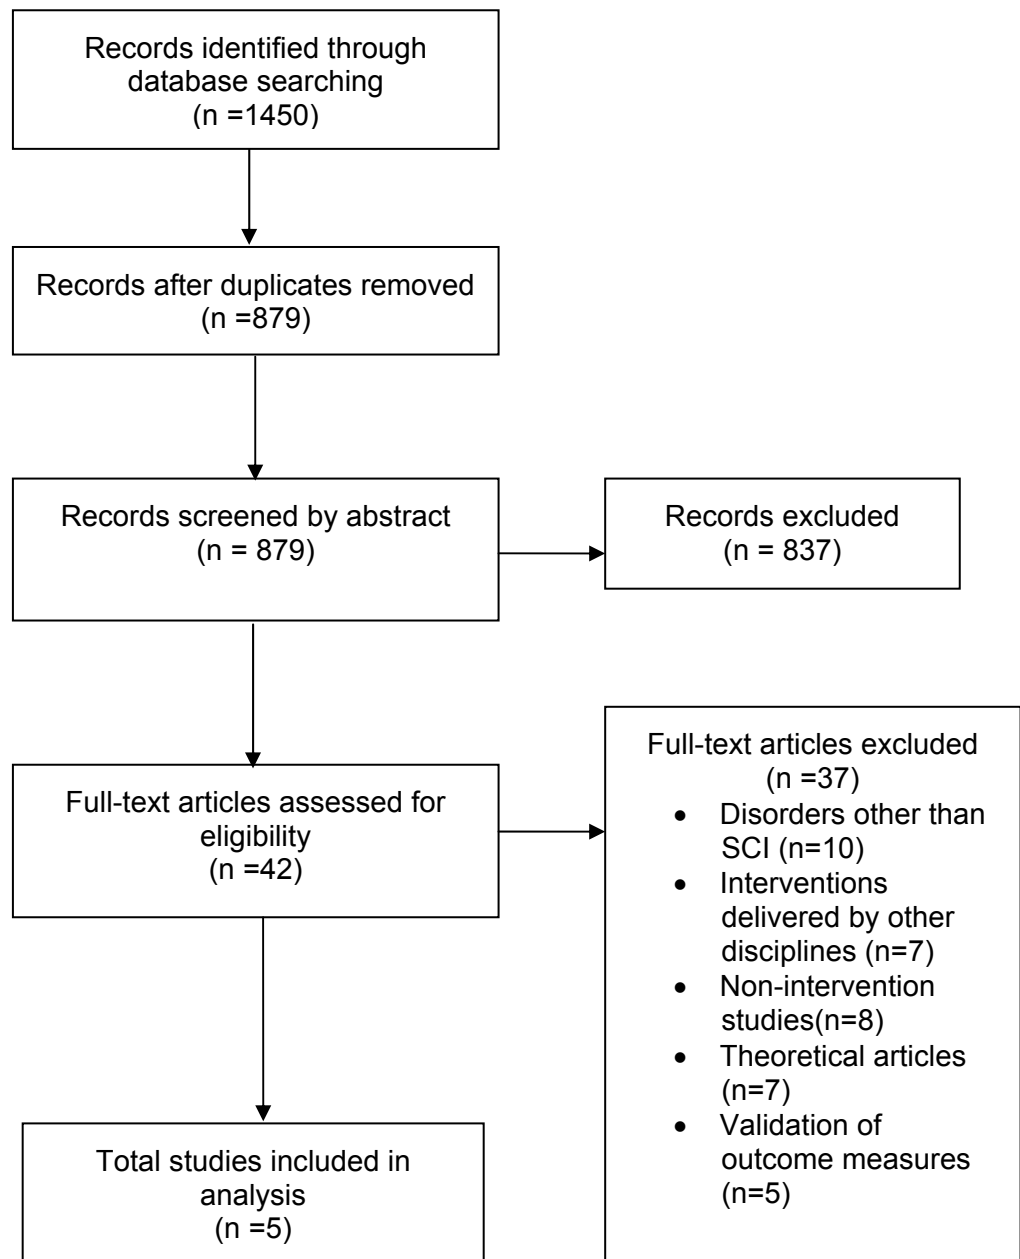 Records identified through
database searching
(n =1450)
Records after duplicates removed
(n =879)
Records screened by abstract
(n = 879)
Records excluded
(n = 837)
Full-text articles assessed for
eligibility
(n =42)
Full-text articles excluded
(n =37)
• Disorders other than
SCI (n=10)
• Interventions
delivered by other
disciplines (n=7)
• Non-intervention
studies(n=8)
• Theoretical articles
(n=7)
• Validation of
outcome measures
(n=5)
Total studies included in
analysis
(n =5)